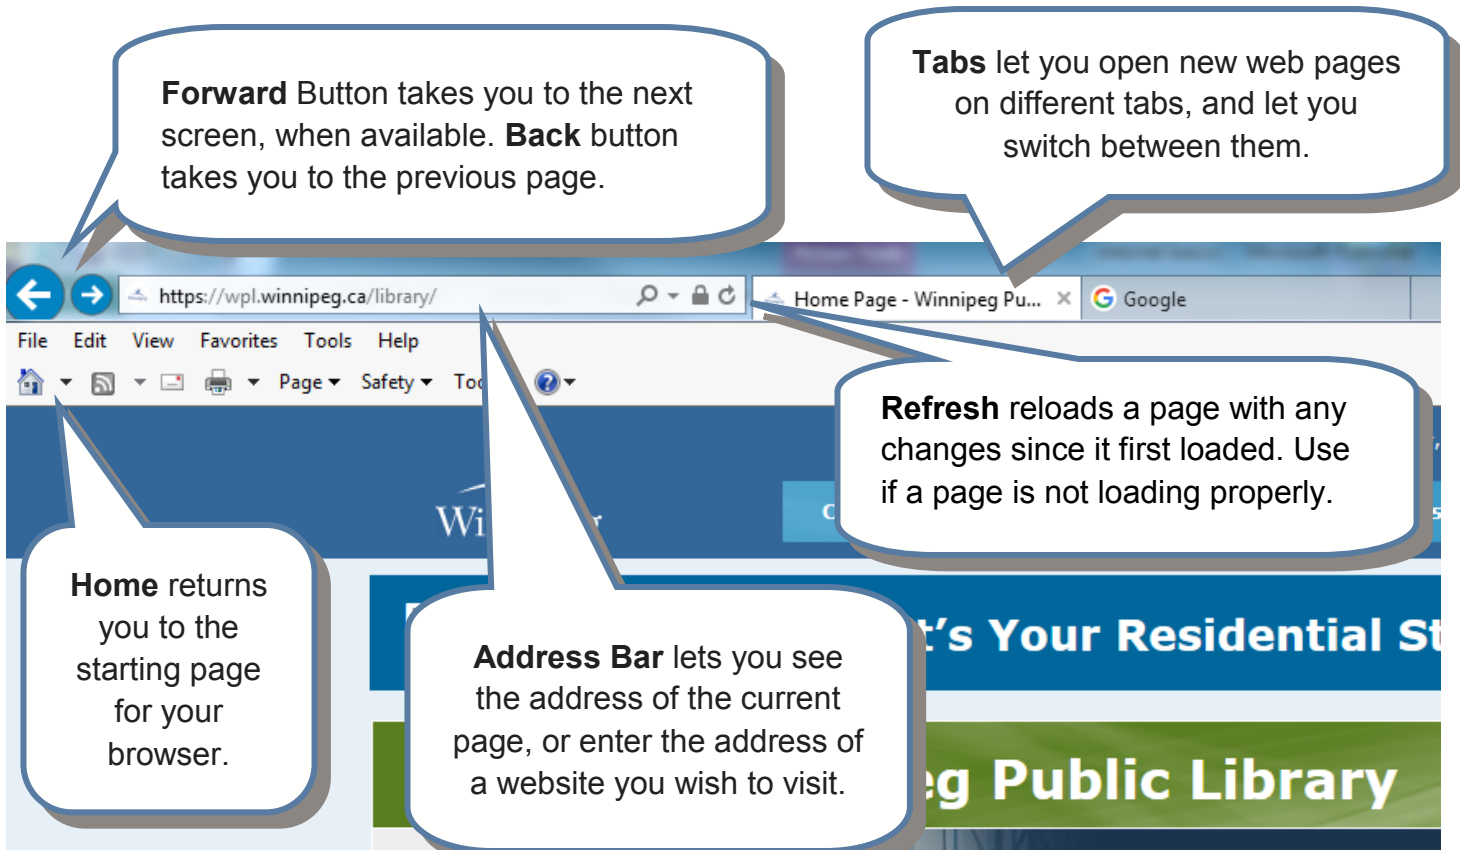 Forward Button takes you to the next
screen, when available. Back button
takes you to the previous page.
Tabs let you open new web pages
on different tabs, and let you
switch between them.
https://wpl.winnipeg.ca/library/
Home Page - Winnipeg Pu...
Google
File Edit View Favorites Tools Help
Page Safety
Refresh reloads a page with any
changes since it first loaded. Use
if a page is not loading properly.
Home returns
you to the
starting page
for your
browser.
Address Bar lets you see
the address of the current
page, or enter the address of
a website you wish to visit.
's Your Residential St
eg Public Library